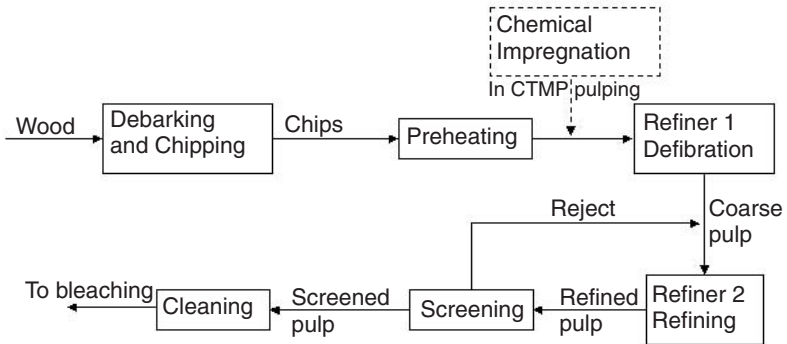 Chemical
Impregnation
In CTMP pulping
Wood
Debarking
and Chipping
Chips
Preheating
Refiner 1
Defibration
Reject
Coarse
pulp
To bleaching
Cleaning
Screened
pulp
Screening
Refined
pulp
Refiner 2
Refining